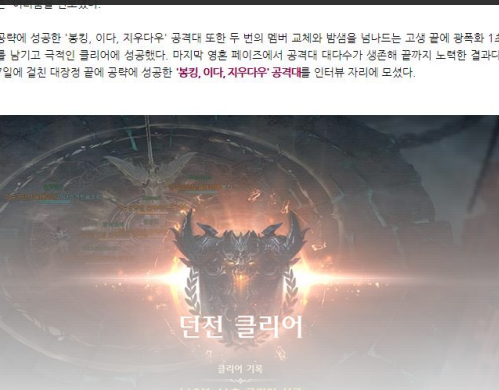 공략에 성공한 '봉킹, 이다, 지우다우' 공격대 또한 두 번의 멤버 교체와 밤샘을 넘나드는 고생 끝에 광폭화 1초
를 남기고 극적인 클리어에 성공했다. 마지막 영혼 페이즈에서 공격대 대다수가 생존해 끝까지 노력한 결과다
7일에 걸친 대장정 끝에 공략에 성공한 '봉킹, 이다, 지우다우' 공격대를 인터뷰 자리에 모셨다.
던전 클리어
클리어 기록